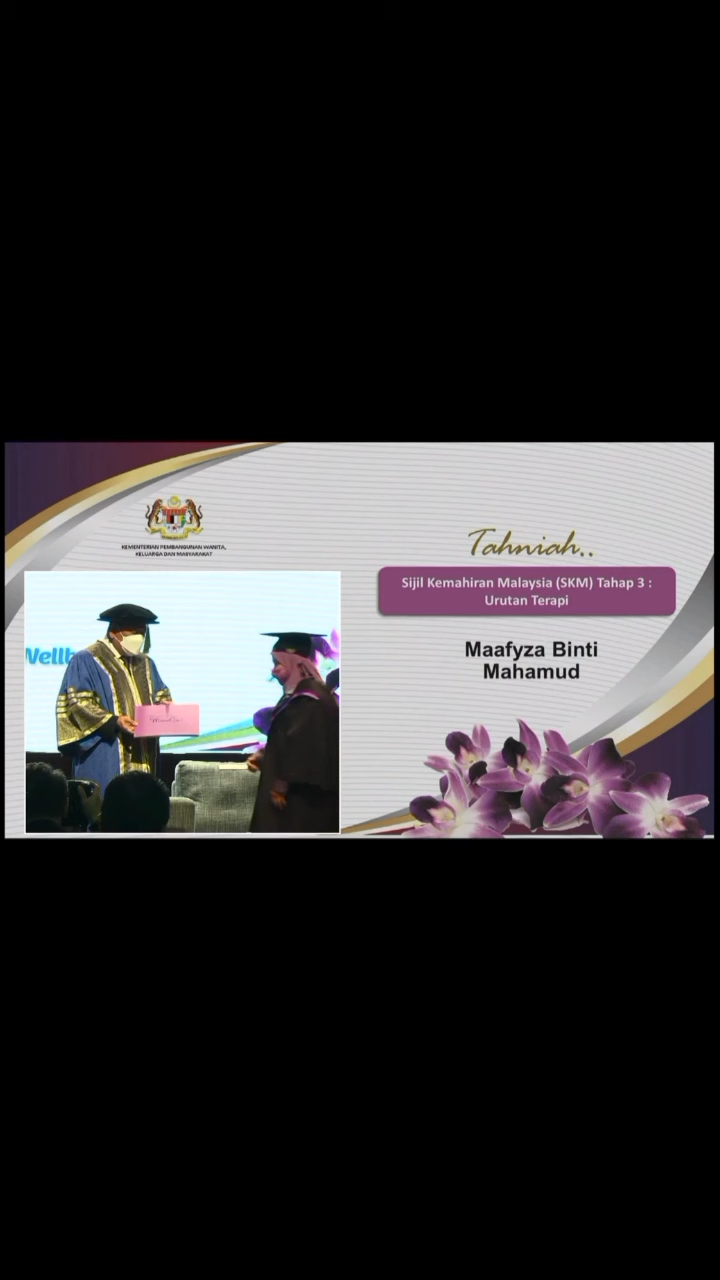 KEMENTERIAN PEMBANGUNAN WANITA,
KELUARGA DAN MASYARAKAT
Tahniah..
Sijil Kemahiran Malaysia (SKM) Tahap 3 :
Urutan Terapi
Maafyza Binti
Mahamud